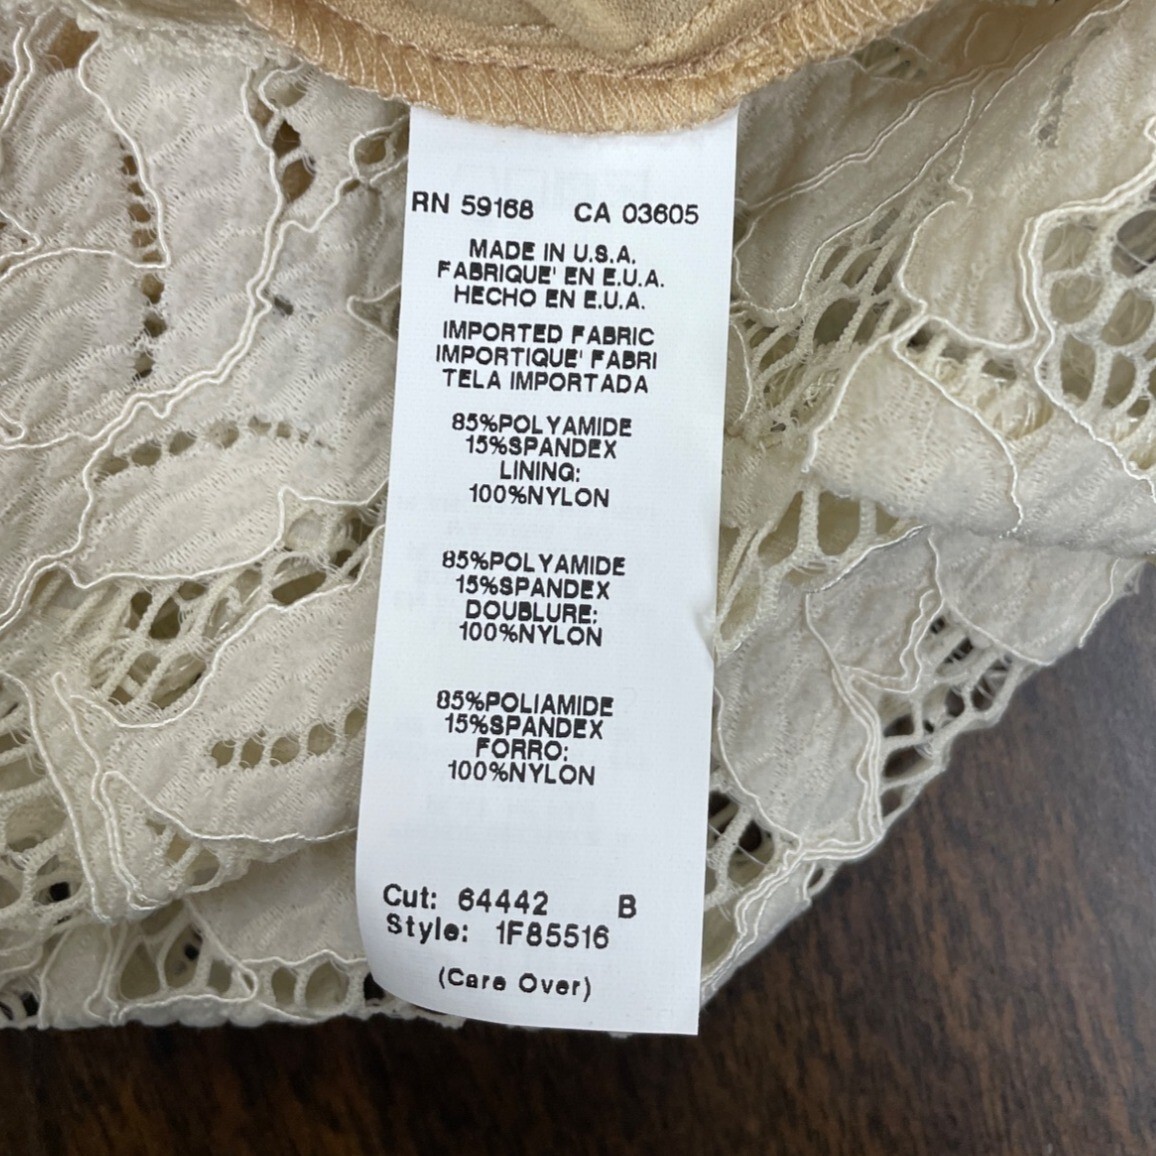 RN 59168 CA 03605
MADE IN U.S.A.
FABRIQUE' EN E.U.A.
HECHO EN E.U.A.
IMPORTED FABRIC
IMPORTIQUE' FABRI
TELA IMPORTADA
85%POLYAMIDE
15%SPANDEX
LINING:
100%NYLON
85%POLYAMIDE
15%SPANDEX
DOUBLURE:
100%NYLON
85%POLIAMIDE
15%SPANDEX
FORRO:
100%NYLON
Cut: 64442 B
Style: 1F85516
(Care Over)